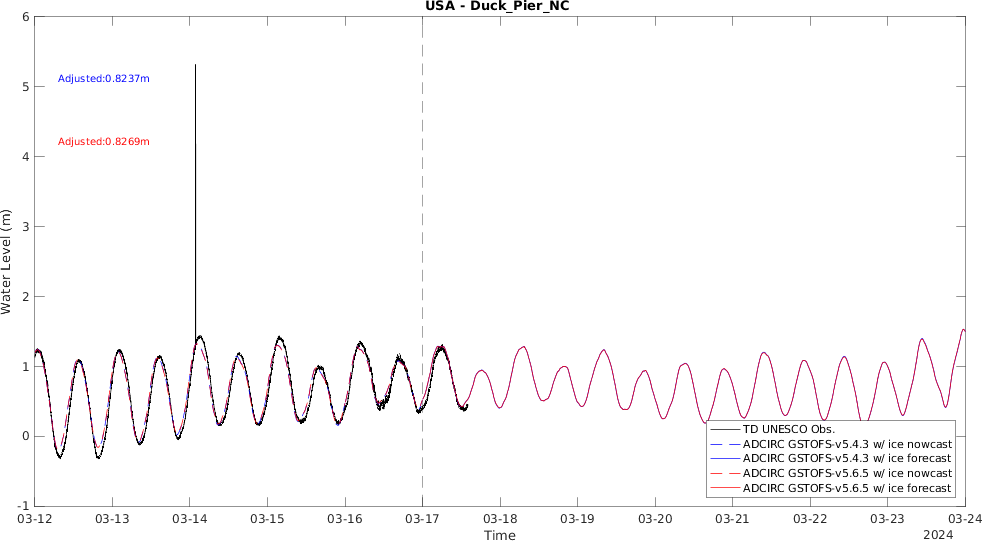 USA - Duck_Pier_NC
6
5
4
3
2
1
0
-1
Water Level (m)
Adjusted:0.8237m
Adjusted:0.8269m
TD UNESCO Obs.
ADCIRC GSTOFS-v5.4.3 w/ ice nowcast
ADCIRC GSTOFS-v5.4.3 w/ ice forecast
ADCIRC GSTOFS-v5.6.5 w/ ice nowcast
ADCIRC GSTOFS-v5.6.5 w/ ice forecast
03-12 03-13 03-14 03-15 03-16 03-17 03-18 03-19 03-20 03-21 03-22 03-23 03-24
Time
2024